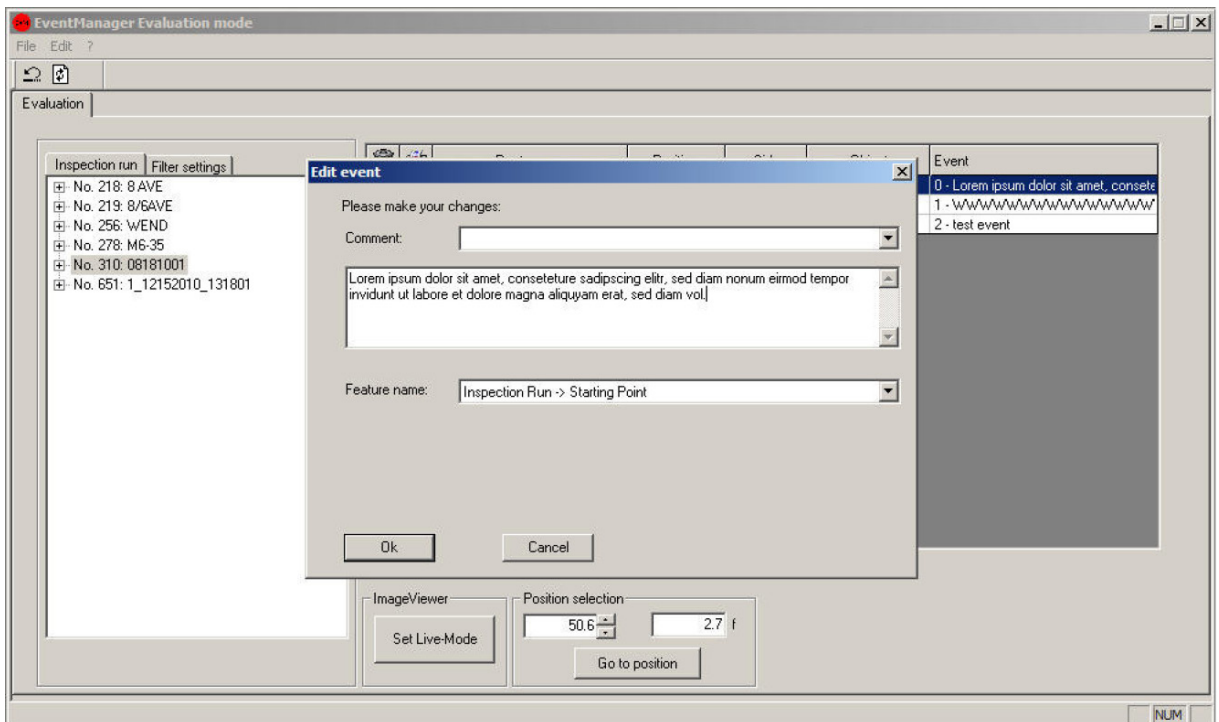 EventManager Evaluation mode
File Edit ?
Evaluation
Inspection run Filter settings
No. 218: 8 AVE
No. 219: 8/6AVE
No. 256: WEND
No. 278: M6-35
No. 310: 08181001
No. 651: 1_12152010_131801
Event
0 - Lorem ipsum dolor sit amet, consete
1 - WWWWWWWWWWWWWWW
2 - test event
Edit event
Please make your changes:
Comment:
Lorem ipsum dolor sit amet, conseteture sadipscing elitr, sed diam nonum eirmod tempor
invidunt ut labore et dolore magna aliquyam erat, sed diam vol.
Feature name: Inspection Run -> Starting Point
Ok Cancel
ImageViewer
Set Live-Mode
Position selection
50.6 2.7 f
Go to position
NUM